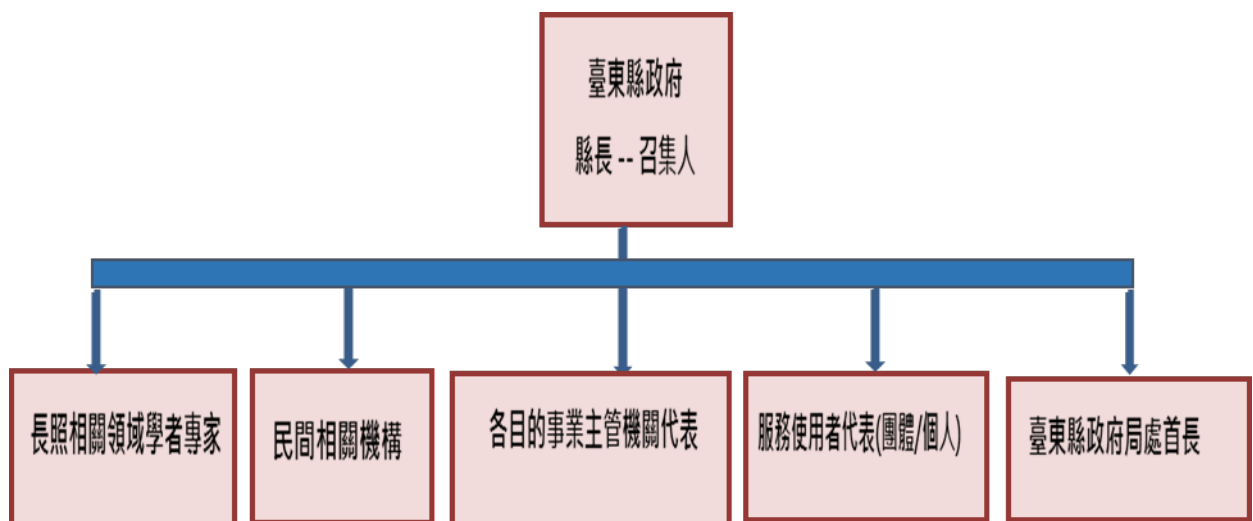 臺東縣政府
縣長 -- 召集人
長照相關領域學者專家
民間相關機構
各目的事業主管機關代表
服務使用者代表(團體/個人)
臺東縣政府局處首長